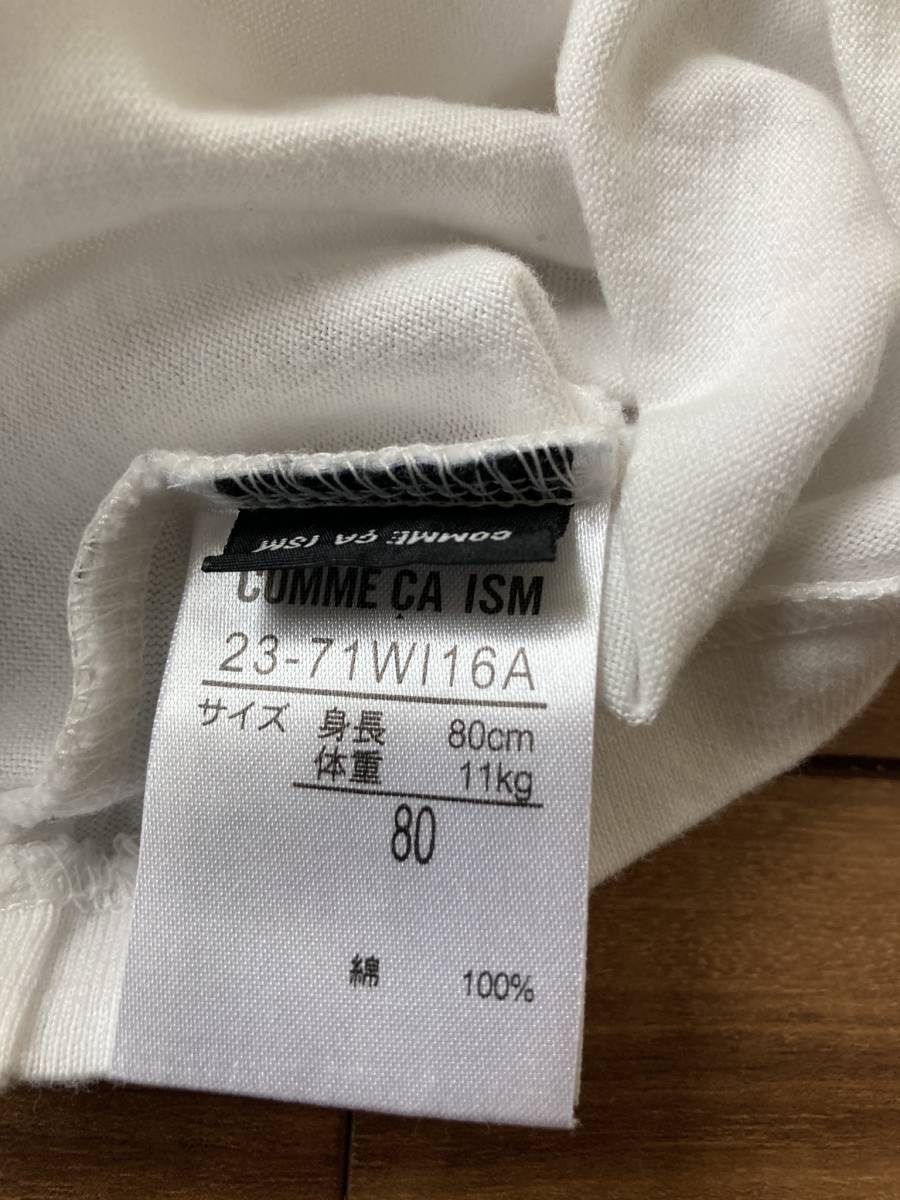 COMME ÇA ISM
COMME ÇA ISM
23-71WI16A
サイズ 身長 80cm
体重 11kg
80
綿 100%